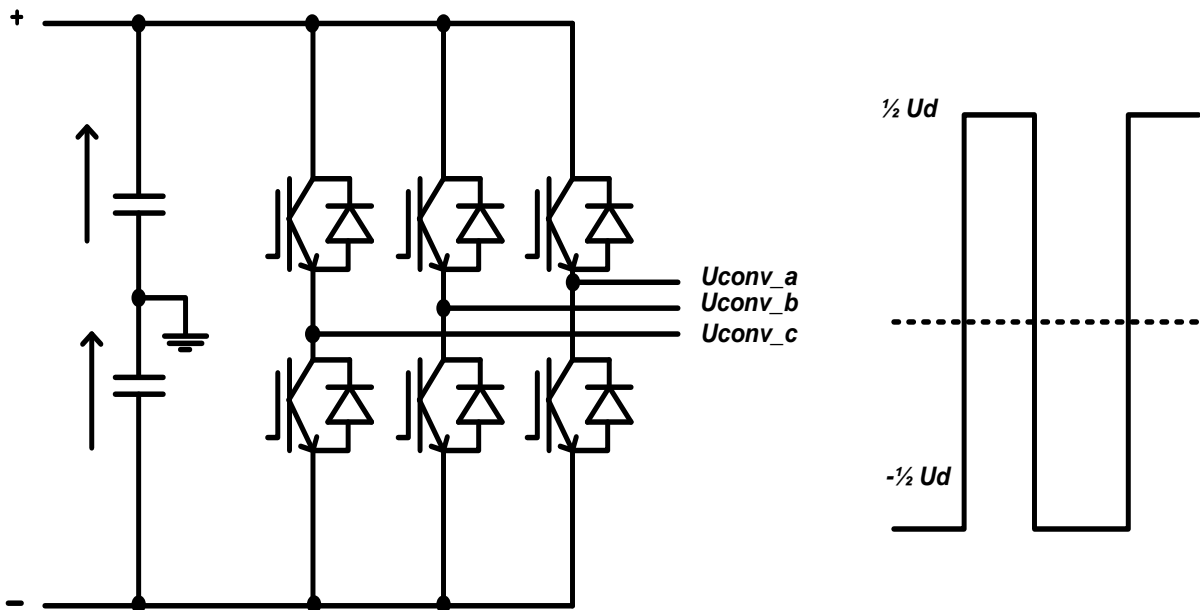 +
½ Ud
Uconv_a
Uconv_b
Uconv_c
-½ Ud
–